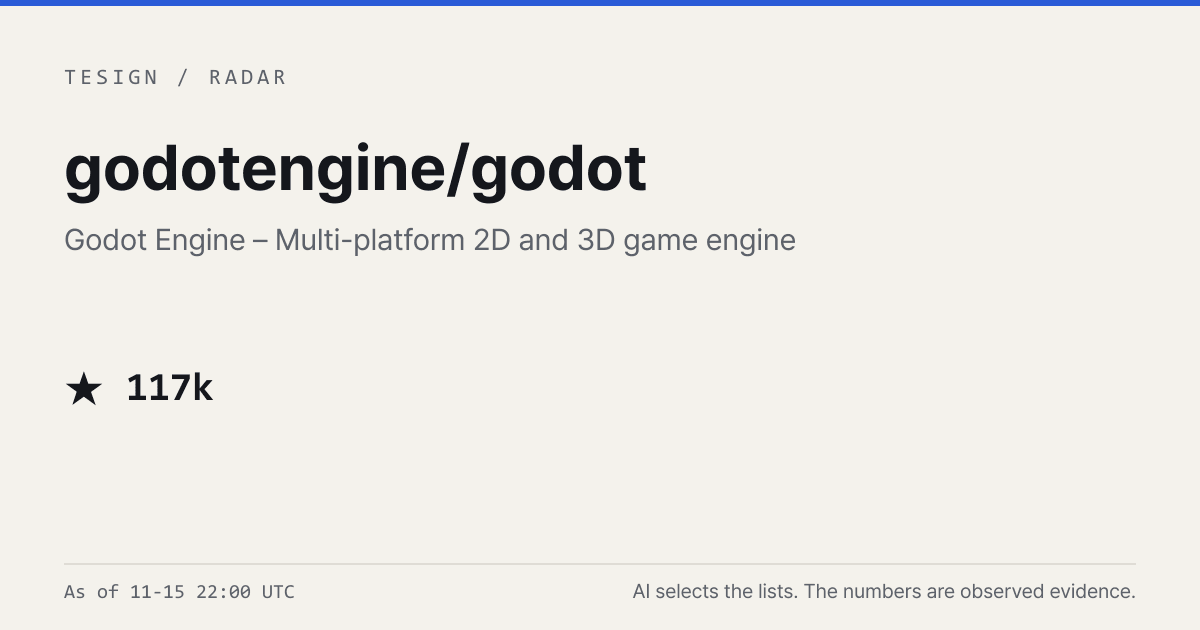 TESIGN / RADAR
godotengine/godot
Godot Engine – Multi-platform 2D and 3D game engine
★ 117k
As of 11-15 22:00 UTC
AI selects the lists. The numbers are observed evidence.